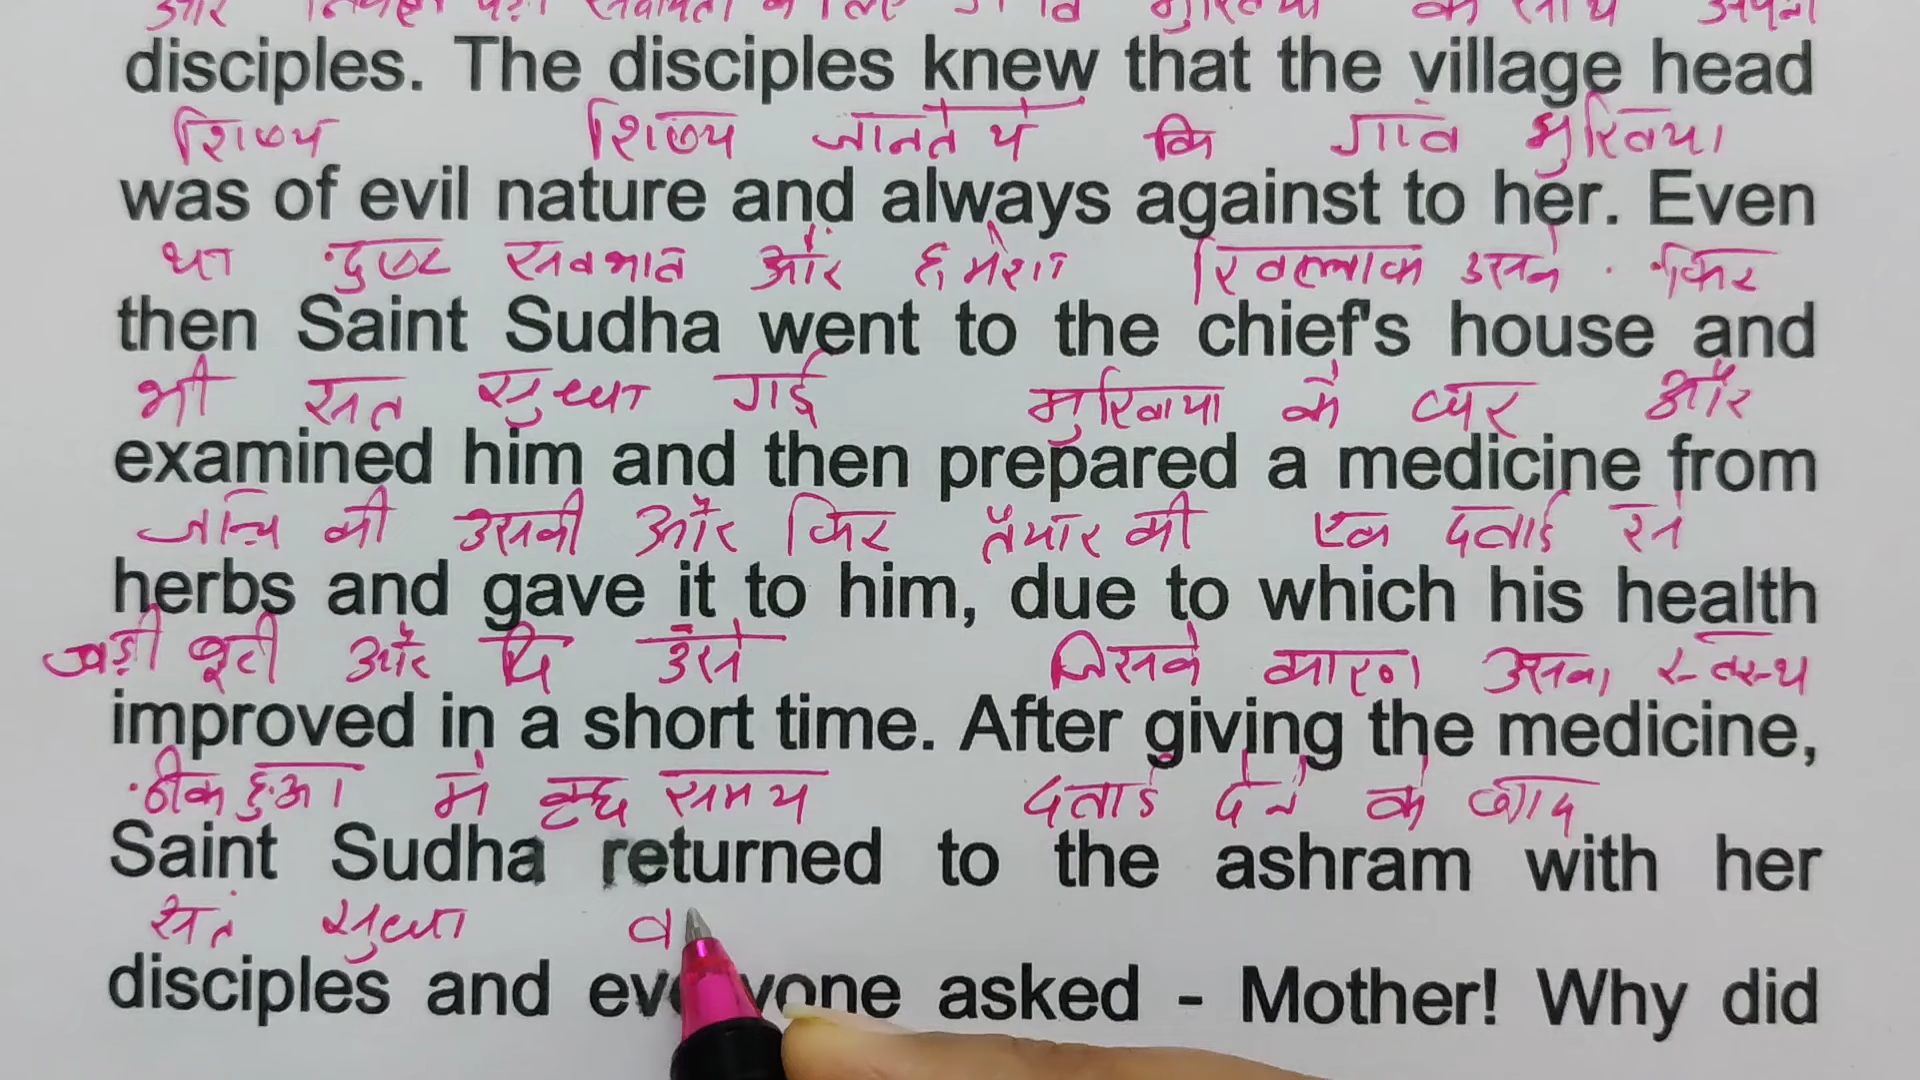 disciples. The disciples knew that the village head
शिष्य शिष्य जानते थे कि गांव मुखिया
was of evil nature and always against to her. Even
था दुष्ट स्वभाव और हमेशा खिलाफ उसके फिर
then Saint Sudha went to the chief's house and
भी संत सुधा गई मुखिया के घर और
examined him and then prepared a medicine from
जांच की उसकी और फिर तैयार की एक दवाई से
herbs and gave it to him, due to which his health
जड़ी बूटी और दि उसे जिसके कारण उसका स्वस्थ
improved in a short time. After giving the medicine,
ठीक हुआ में कुछ समय दवाई देने के बाद
Saint Sudha returned to the ashram with her
संत सुधा व
disciples and everyone asked - Mother! Why did